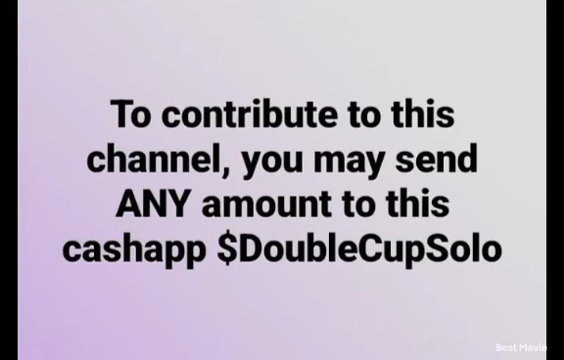 To contribute to this
channel, you may send
ANY amount to this
cashapp $DoubleCupSolo
Best Movie